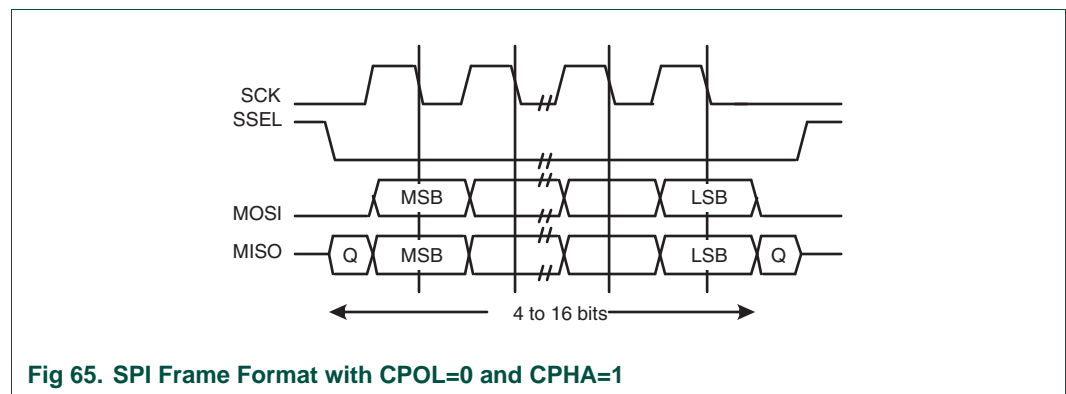 SCK
SSEL
MOSI
MSB
LSB
MISO
Q
MSB
LSB
Q
4 to 16 bits
Fig 65. SPI Frame Format with CPOL=0 and CPHA=1